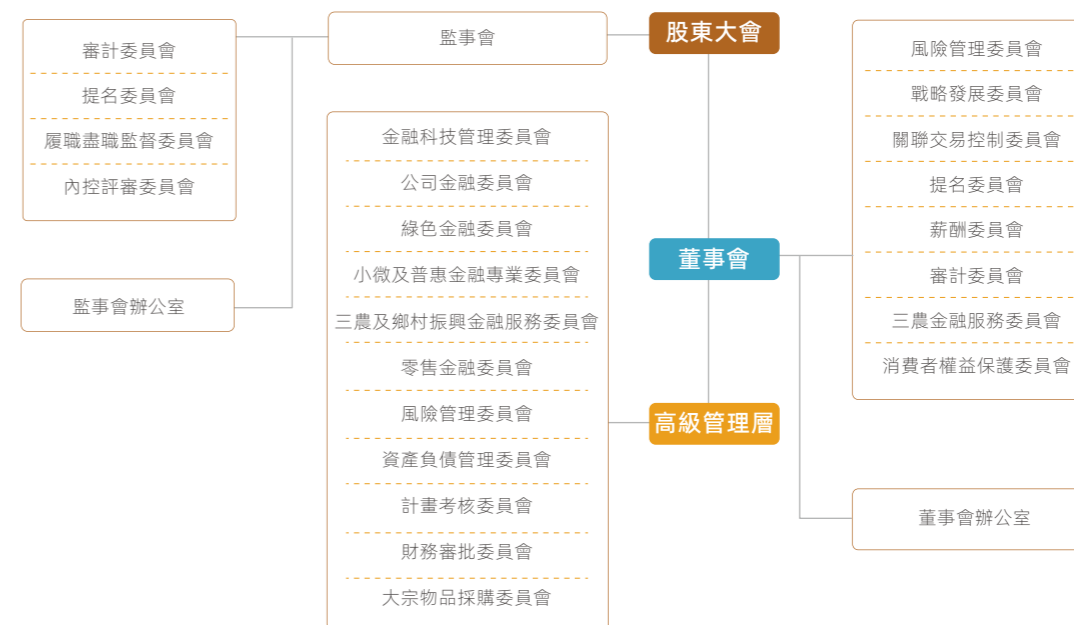 審計委員會
提名委員會
履職盡職監督委員會
內控評審委員會
監事會辦公室
監事會
股東大會
金融科技管理委員會
公司金融委員會
綠色金融委員會
小微及普惠金融專業委員會
三農及鄉村振興金融服務委員會
零售金融委員會
風險管理委員會
資產負債管理委員會
計畫考核委員會
財務審批委員會
大宗物品採購委員會
董事會
高級管理層
風險管理委員會
戰略發展委員會
關聯交易控制委員會
提名委員會
薪酬委員會
審計委員會
三農金融服務委員會
消費者權益保護委員會
董事會辦公室